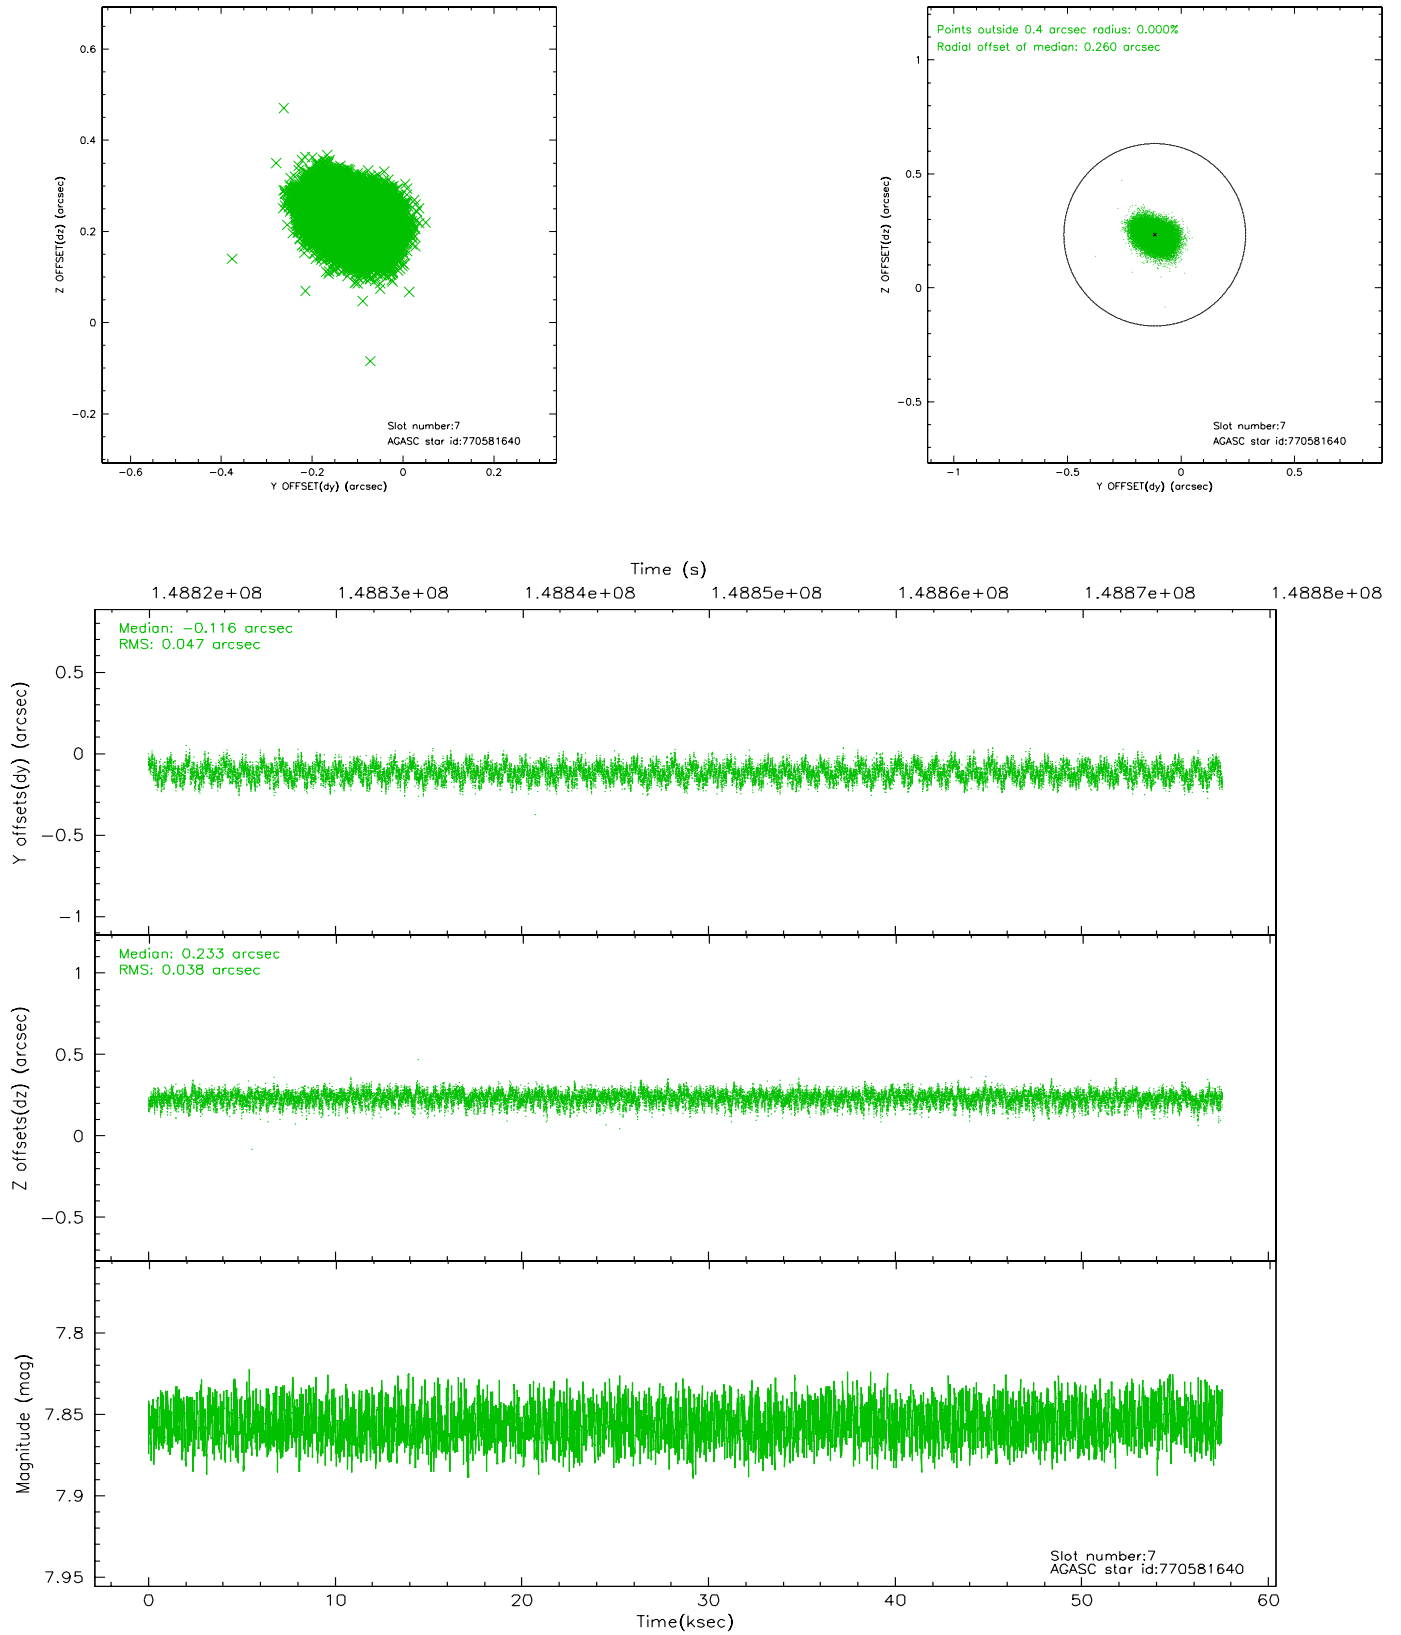 0.6
0.4
0.2
0
−0.2
Z OFFSET(dz) (arcsec)
Slot number:7
AGASC star id:770581640
−0.6 −0.4 −0.2 0 0.2
Y OFFSET(dy) (arcsec)
Points outside 0.4 arcsec radius: 0.000%
Radial offset of median: 0.260 arcsec
1
0.5
0
−0.5
Z OFFSET(dz) (arcsec)
Slot number:7
AGASC star id:770581640
−1 −0.5 0 0.5
Y OFFSET(dy) (arcsec)
Time (s)
1.4882e+08 1.4883e+08 1.4884e+08 1.4885e+08 1.4886e+08 1.4887e+08 1.4888e+08
Median: −0.116 arcsec
RMS: 0.047 arcsec
0.5
0
−0.5
−1
Y offsets(dy) (arcsec)
Median: 0.233 arcsec
RMS: 0.038 arcsec
1
0.5
0
−0.5
Z offsets(dz) (arcsec)
7.8
7.85
7.9
7.95
Magnitude (mag)
Slot number:7
AGASC star id:770581640
0 10 20 30 40 50 60
Time(ksec)